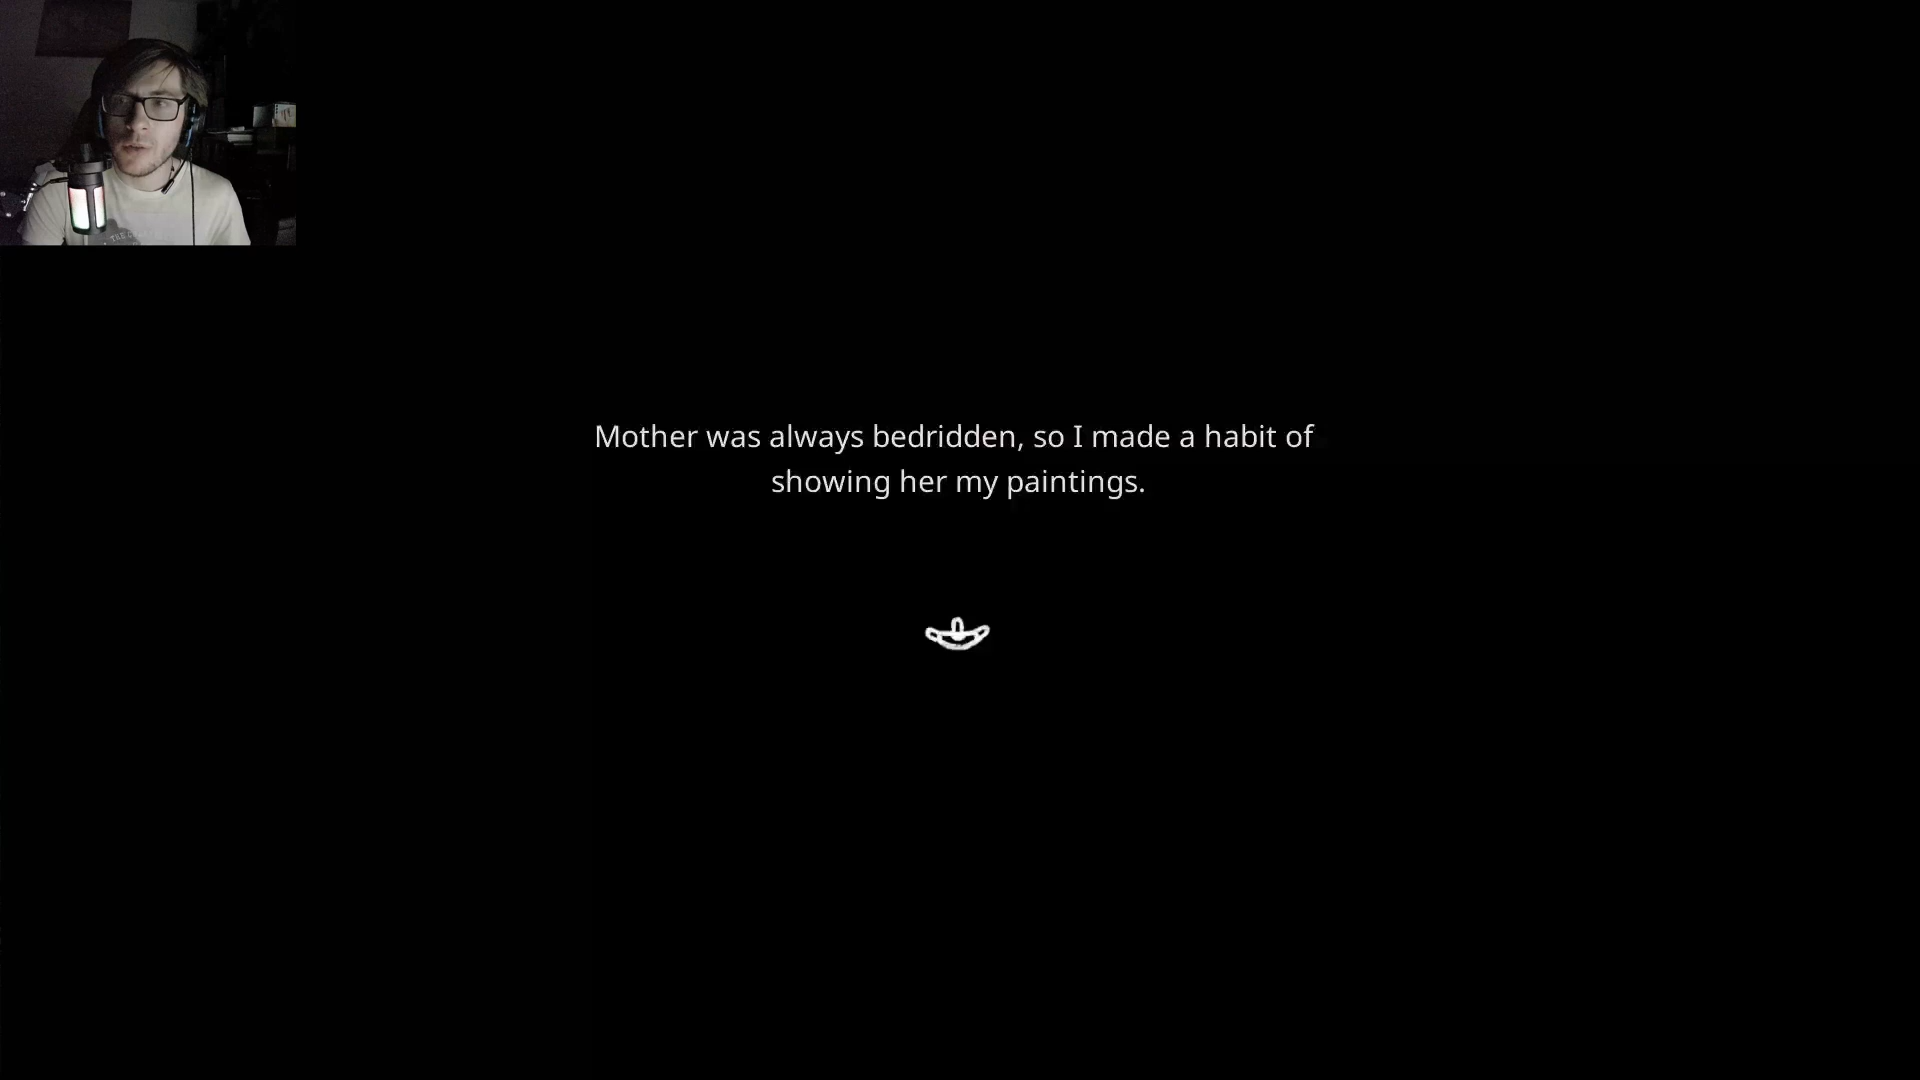 Mother was always bedridden, so I made a habit of
showing her my paintings.